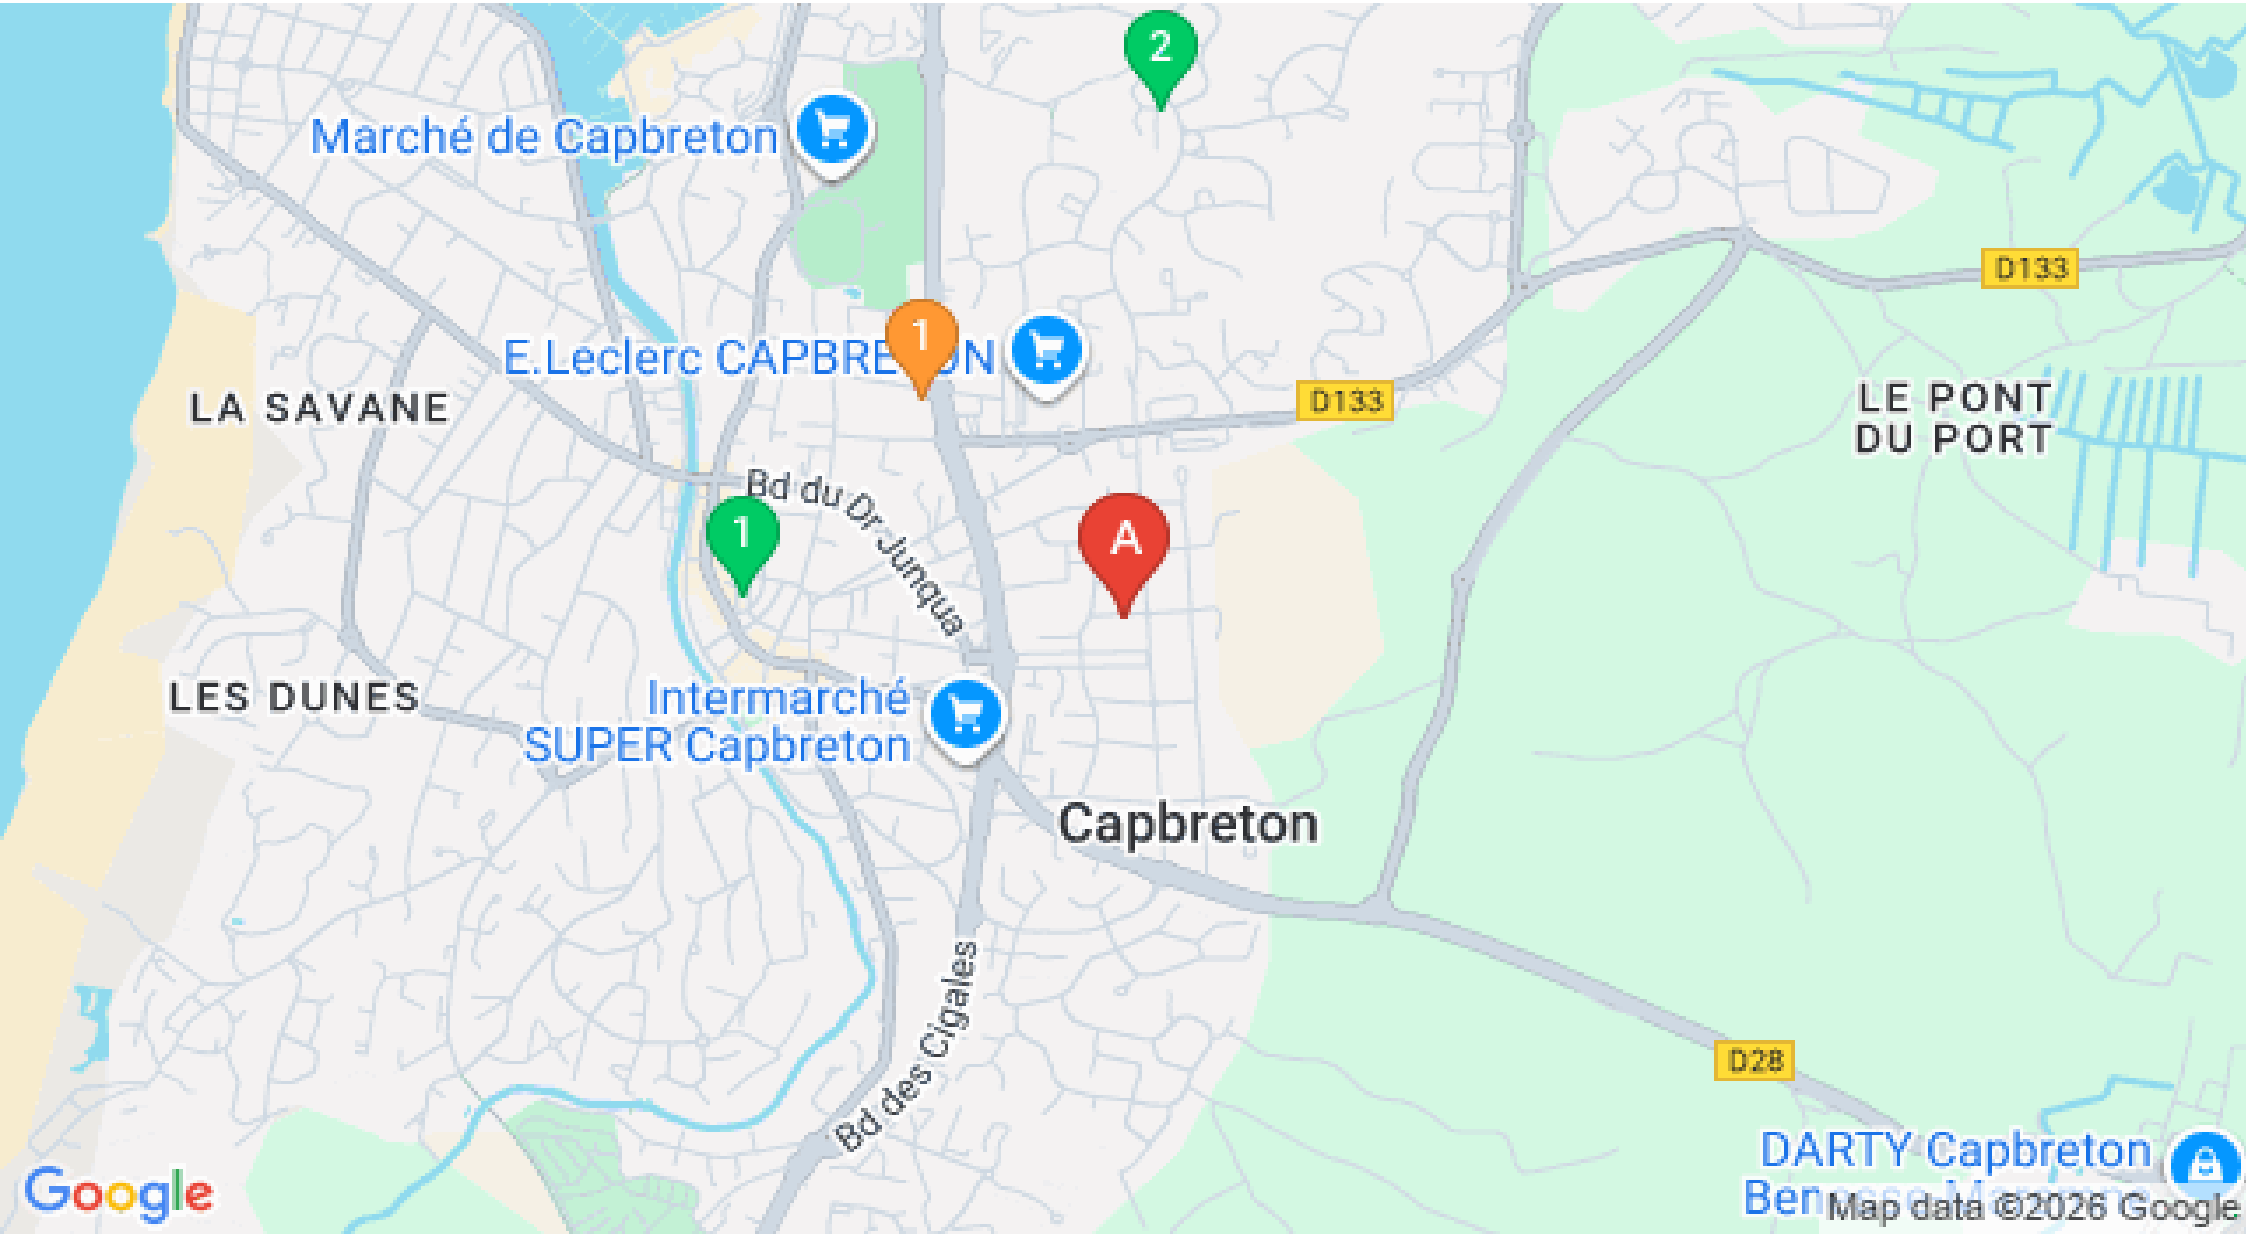 2
Marché de Capbreton
D133
1
E.Leclerc CAPBRE
N
D133
LA SAVANE
LE PONT
DU PORT
Bd du Dr Junqua
1
A
LES DUNES
Intermarché
SUPER Capbreton
Capbreton
Bd des Cigales
D28
DARTY Capbreton
Google
Map data ©2026 Google